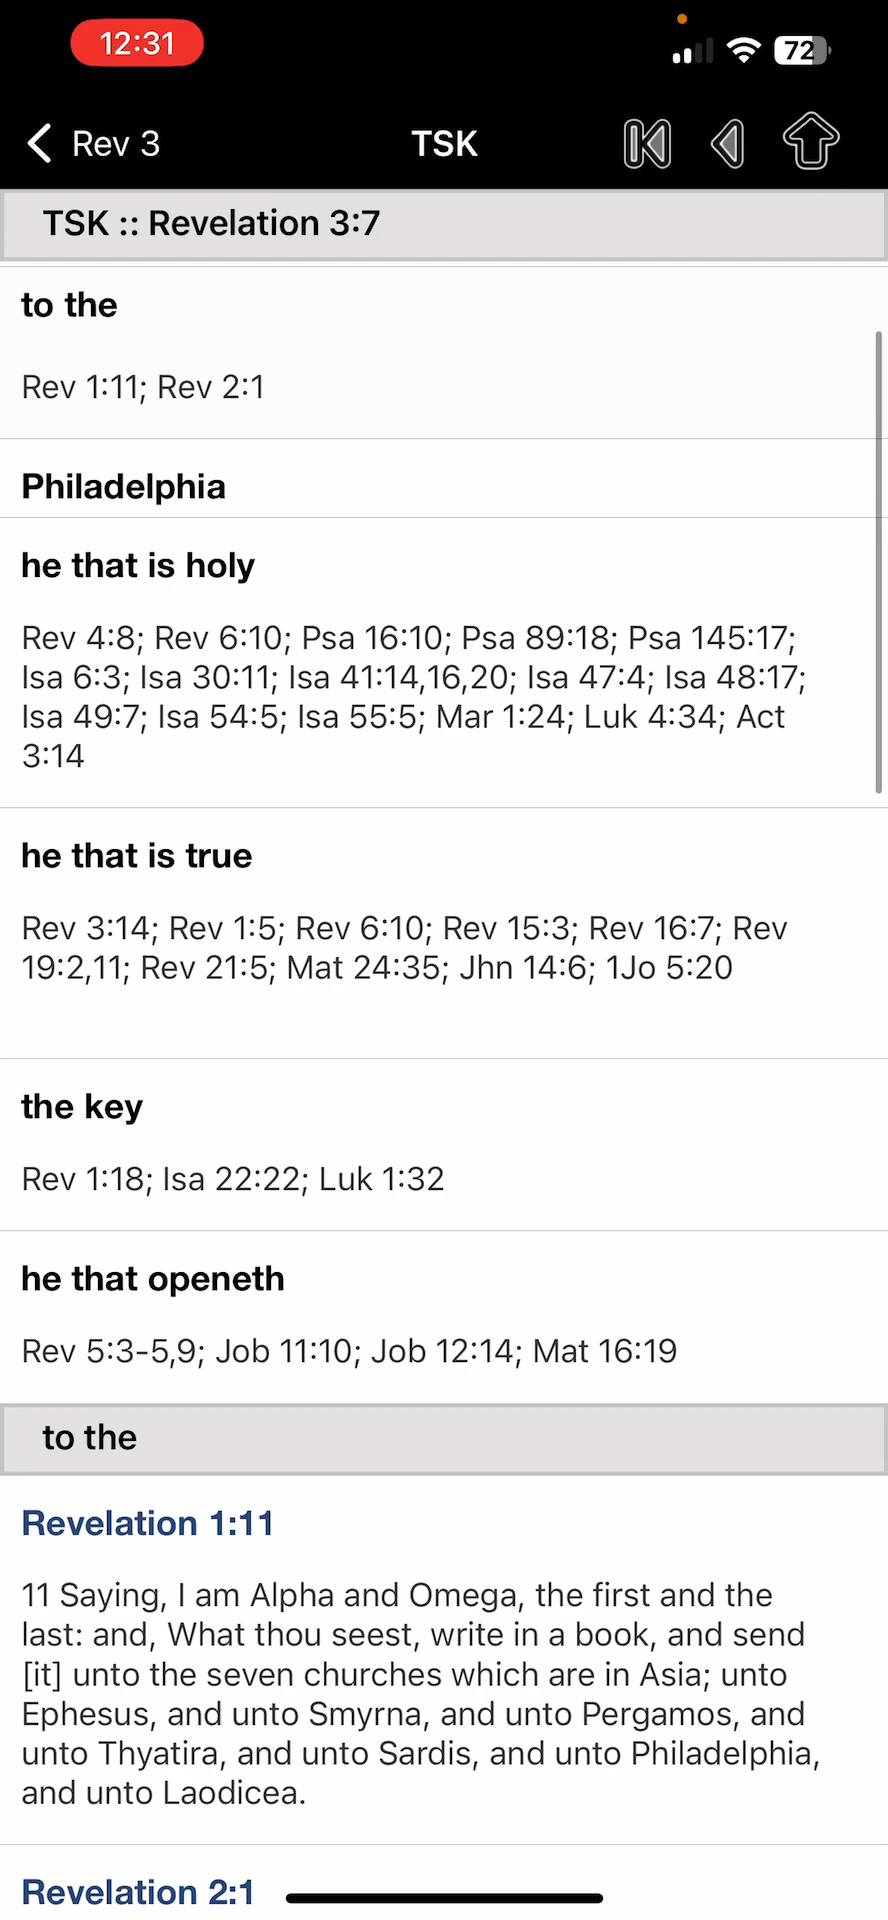 12:31
72
Rev 3
TSK
TSK :: Revelation 3:7
to the
Rev 1:11; Rev 2:1
Philadelphia
he that is holy
Rev 4:8; Rev 6:10; Psa 16:10; Psa 89:18; Psa 145:17;
Isa 6:3; Isa 30:11; Isa 41:14,16,20; Isa 47:4; Isa 48:17;
Isa 49:7; Isa 54:5; Isa 55:5; Mar 1:24; Luk 4:34; Act
3:14
he that is true
Rev 3:14; Rev 1:5; Rev 6:10; Rev 15:3; Rev 16:7; Rev
19:2,11; Rev 21:5; Mat 24:35; Jhn 14:6; 1Jo 5:20
the key
Rev 1:18; Isa 22:22; Luk 1:32
he that openeth
Rev 5:3-5,9; Job 11:10; Job 12:14; Mat 16:19
to the
Revelation 1:11
11 Saying, I am Alpha and Omega, the first and the
last: and, What thou seest, write in a book, and send
[it] unto the seven churches which are in Asia; unto
Ephesus, and unto Smyrna, and unto Pergamos, and
unto Thyatira, and unto Sardis, and unto Philadelphia,
and unto Laodicea.
Revelation 2:1